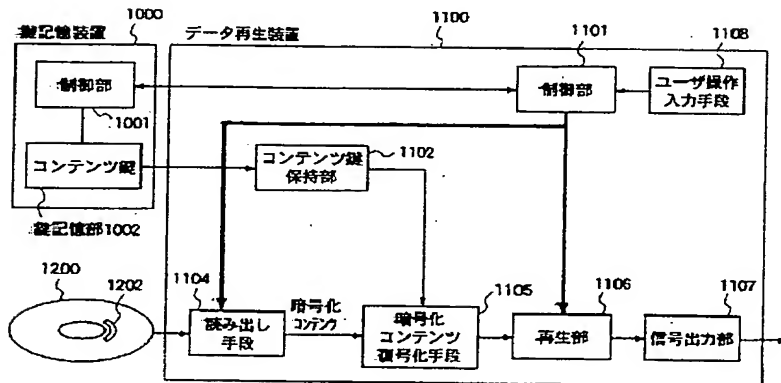 鍵記憶装置
1000
データ再生装置
1100
1101
1108
制御部
1001
制御部
ユーザ操作
入力手段
コンテンツ鍵
鍵記憶部1002
コンテンツ鍵
保持部
1102
1200
1202
1104
読み出し
手段
暗号化
コンテンツ
暗号化
コンテンツ
復号化手段
1105
再生部
1106
信号出力部
1107